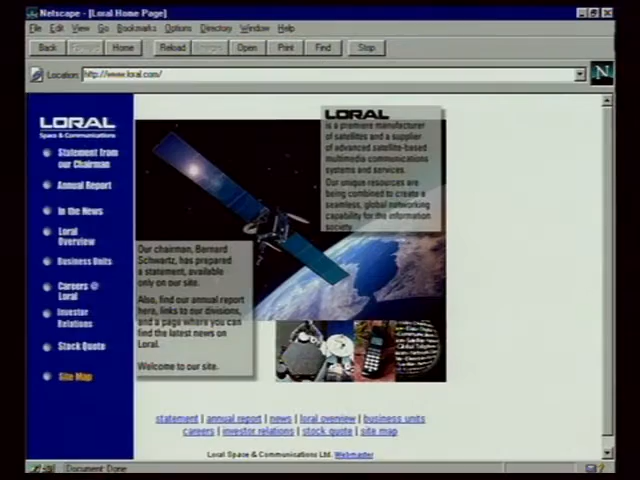 Netscape - [Loral Home Page]
File Edit View Go Bookmarks Options Directory Window Help
Back Forward Home Reload Images Open Print Find Stop
Location: http://www.loral.com/
N
LORAL
Space & Communications
Statement from
our Chairman
Annual Report
In the News
Loral
Overview
Business Units
Careers @
Loral
Investor
Relations
Stock Quote
Site Map
LORAL
is a premiere manufacturer
of satellites and a supplier
of advanced satellite-based
multimedia communications
systems and services.
Our unique resources are
being combined to create a
seamless, global networking
capability for the information
society.
Our chairman, Bernard
Schwartz, has prepared
a statement, available
only on our site.
Also, find our annual report
here, links to our divisions,
and a page where you can
find the latest news on
Loral.
Welcome to our site.
statement | annual report | news | loral overview | business units
careers | investor relations | stock quote | site map
Loral Space & Communications Ltd. Webmaster
Document: Done